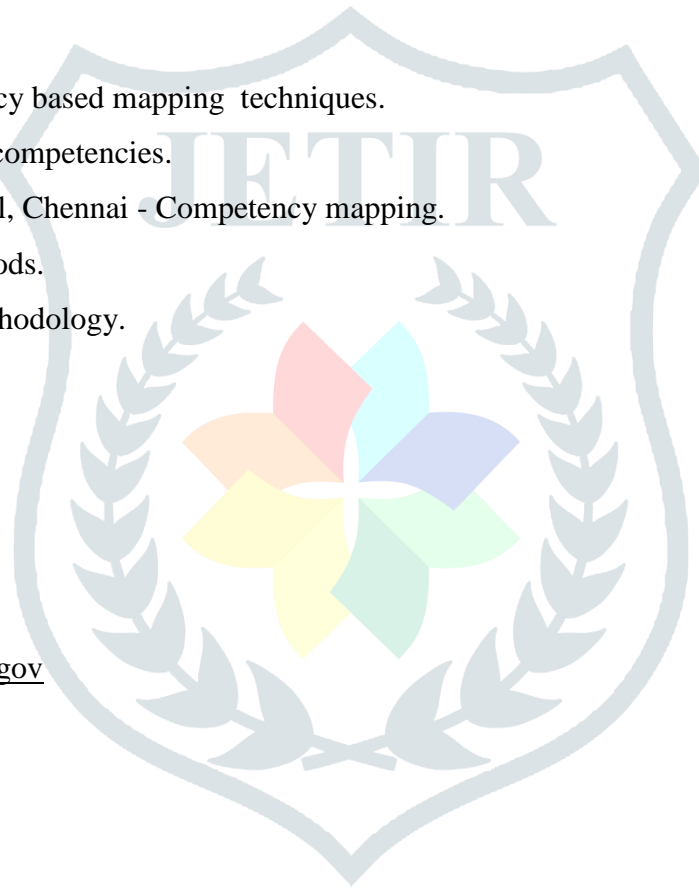 cy based mapping techniques.
competencies.
JETIR
l, Chennai - Competency mapping.
ods.
hodology.
gov